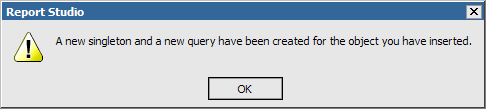 Report Studio
A new singleton and a new query have been created for the object you have inserted.
OK